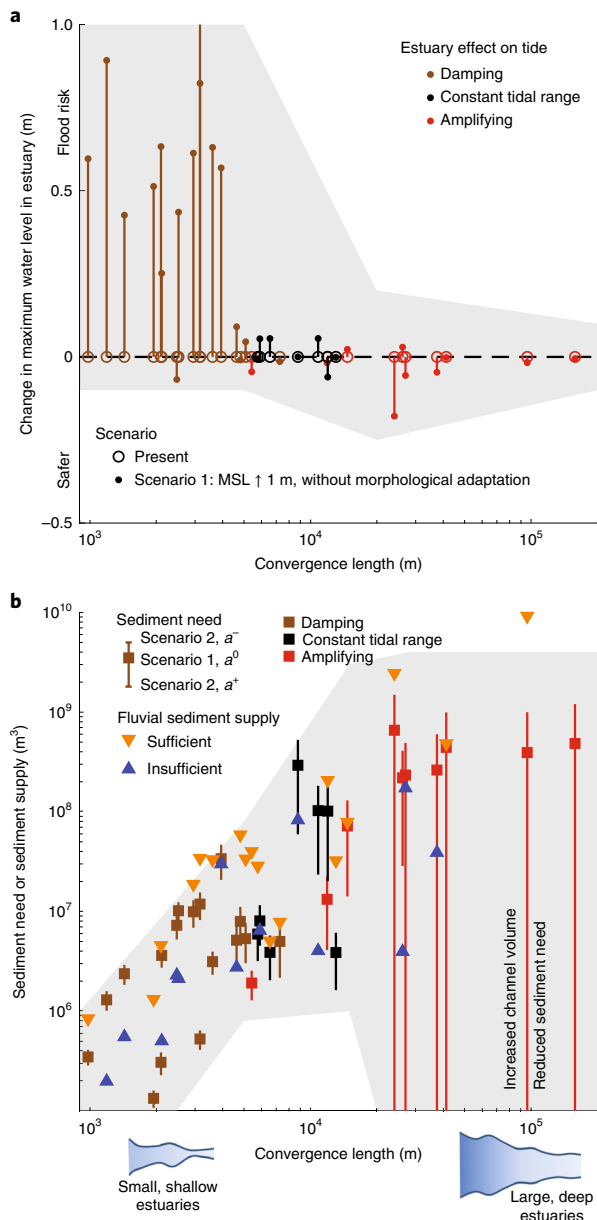 a
1.0
0.5
0
–0.5
Change in maximum water level in estuary (m)
Flood risk
Safer
Estuary effect on tide
Damping
Constant tidal range
Amplifying
Scenario
Present
Scenario 1: MSL ↑ 1 m, without morphological adaptation
10³
10⁴
10⁵
Convergence length (m)
b
10¹⁰
10⁹
10⁸
10⁷
10⁶
Sediment need or sediment supply (m³)
Sediment need
Scenario 2, a⁻
Scenario 1, a⁰
Scenario 2, a⁺
Damping
Constant tidal range
Amplifying
Fluvial sediment supply
Sufficient
Insufficient
Increased channel volume
Reduced sediment need
10³
10⁴
10⁵
Convergence length (m)
Small, shallow
estuaries
Large, deep
estuaries